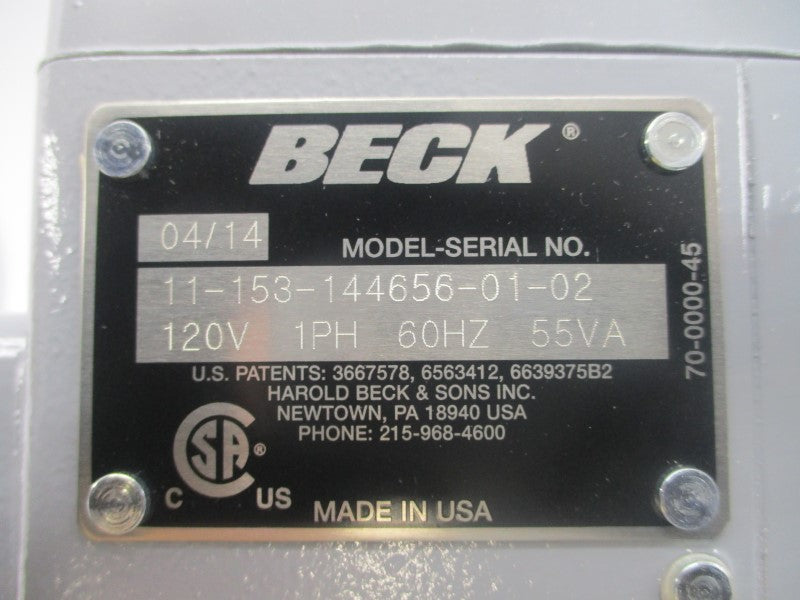 BECK®
04/14
MODEL-SERIAL NO.
11-153-144656-01-02
120V 1PH 60HZ 55VA
U.S. PATENTS: 3667578, 6563412, 6639375B2
HAROLD BECK & SONS INC.
NEWTOWN, PA 18940 USA
PHONE: 215-968-4600
CSA®
C US
MADE IN USA
70-0000-45